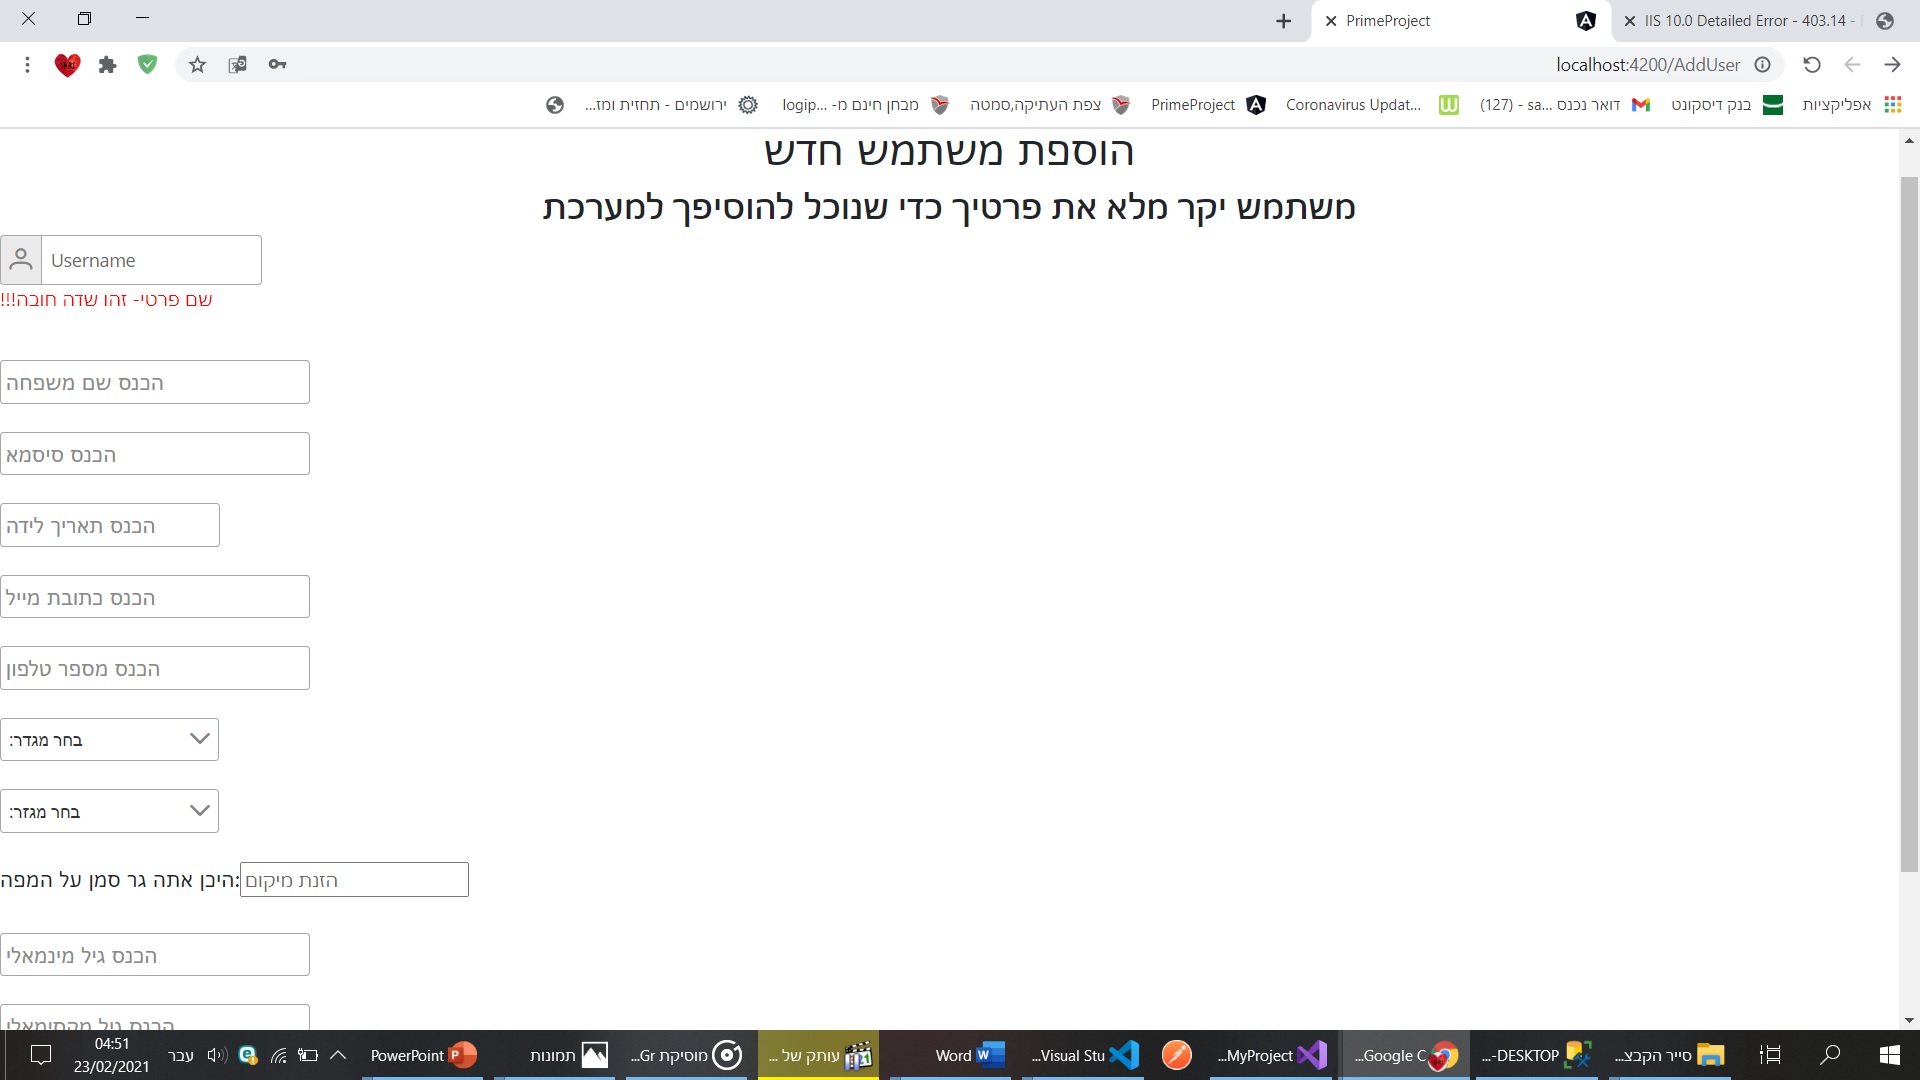 PrimeProject
IIS 10.0 Detailed Error - 403.14 -
localhost:4200/AddUser
אפליקציות
בנק דיסקונט
דואר נכנס (127) - sa...
Coronavirus Updat...
PrimeProject
צפת העתיקה,סמטה
מבחן חינם מ- logip...
ירושמים - תחזית ומז...
הוספת משתמש חדש
משתמש יקר מלא את פרטיך כדי שנוכל להוסיפך למערכת
Username
שם פרטי- זהו שדה חובה!!!
הכנס שם משפחה
הכנס סיסמא
הכנס תאריך לידה
הכנס כתובת מייל
הכנס מספר טלפון
בחר מגדר:
בחר מגזר:
היכן אתה גר סמן על המפה:
הזנת מיקום
הכנס גיל מינמאלי
הכנס גיל מקסימאלי
סייר הקבצ...
DESKTOP-...
Google C...
MyProject...
Visual Stu...
Word
עותק של ...
מוסיקת Gr...
תמונות
PowerPoint
עבר
04:51
23/02/2021